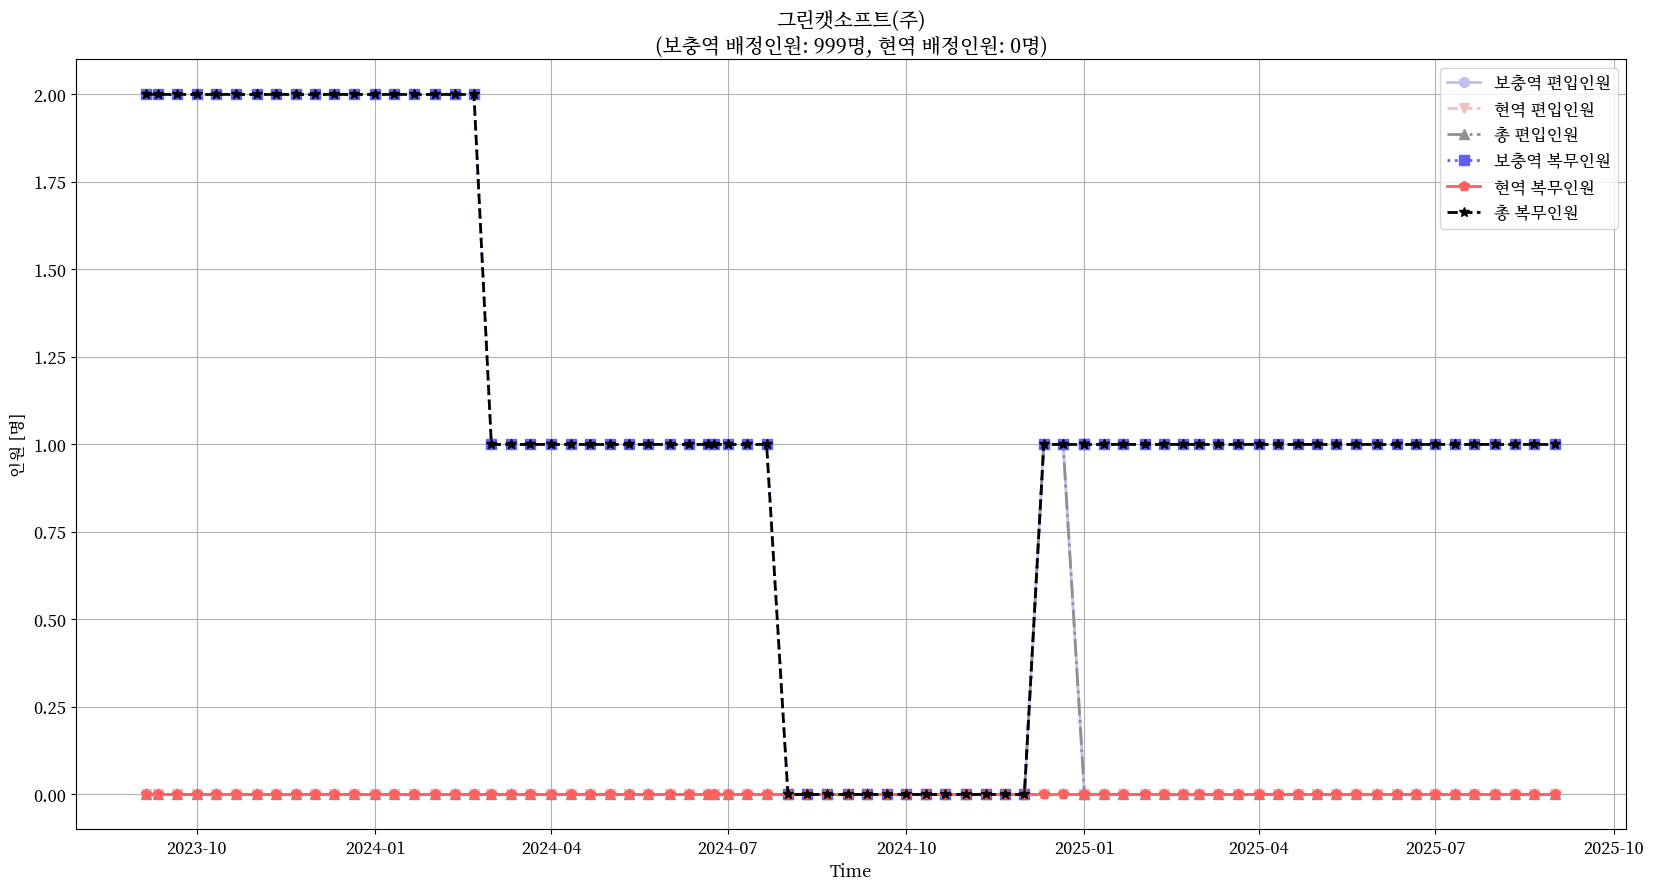 그린캣소프트(주)
(보충역 배정인원: 999명, 현역 배정인원: 0명)
보충역 편입인원
현역 편입인원
총 편입인원
보충역 복무인원
현역 복무인원
총 복무인원
2.00
1.75
1.50
1.25
1.00
0.75
0.50
0.25
0.00
인원 [명]
2023-10
2024-01
2024-04
2024-07
2024-10
2025-01
2025-04
2025-07
2025-10
Time